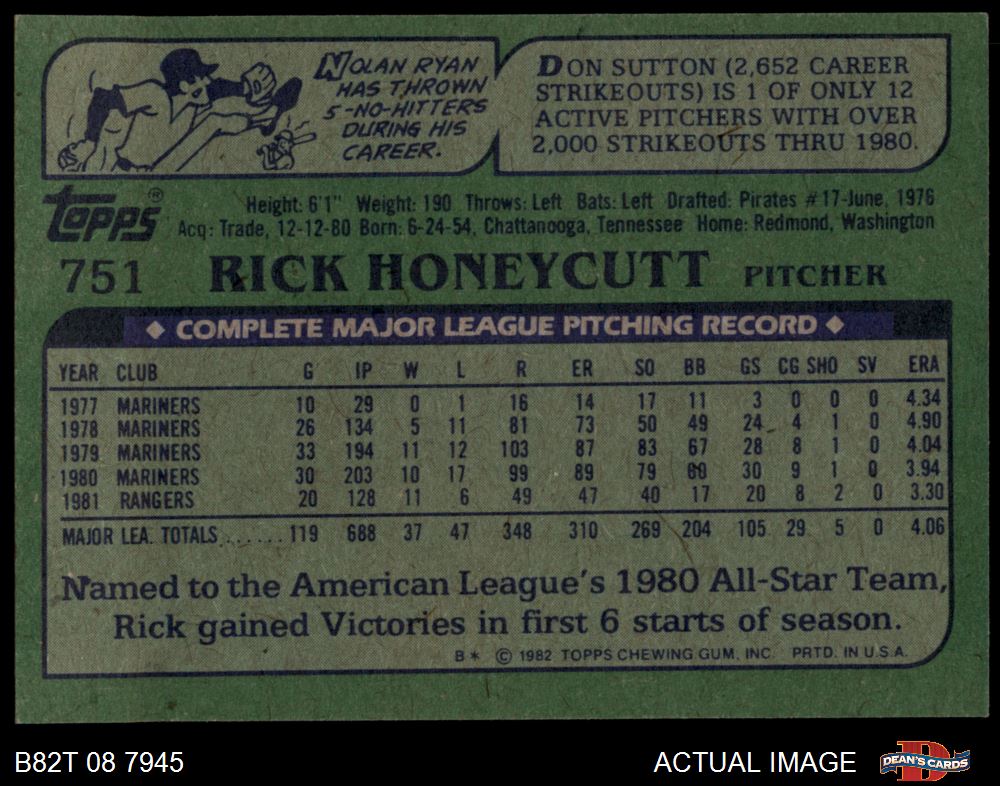 NOLAN RYAN
HAS THROWN
5-NO-HITTERS
DURING HIS
CAREER.
DON SUTTON (2,652 CAREER
STRIKEOUTS) IS 1 OF ONLY 12
ACTIVE PITCHERS WITH OVER
2,000 STRIKEOUTS THRU 1980.
Topps®
Height: 6'1" Weight: 190 Throws: Left Bats: Left Drafted: Pirates #17-June, 1976
Acq: Trade, 12-12-80 Born: 6-24-54, Chattanooga, Tennessee Home: Redmond, Washington
751 RICK HONEYCUTT PITCHER
◆ COMPLETE MAJOR LEAGUE PITCHING RECORD ◆
YEAR CLUB G IP W L R ER SO BB GS CG SHO SV ERA
1977 MARINERS 10 29 0 1 16 14 17 11 3 0 0 0 4.34
1978 MARINERS 26 134 5 11 81 73 50 49 24 4 1 0 4.90
1979 MARINERS 33 194 11 12 103 87 83 67 28 8 1 0 4.04
1980 MARINERS 30 203 10 17 99 89 79 60 30 9 1 0 3.94
1981 RANGERS 20 128 11 6 49 47 40 17 20 8 2 0 3.30
MAJOR LEA. TOTALS ....... 119 688 37 47 348 310 269 204 105 29 5 0 4.06
Named to the American League's 1980 All-Star Team,
Rick gained Victories in first 6 starts of season.
B* © 1982 TOPPS CHEWING GUM, INC. PRTD. IN U.S.A.
B82T 08 7945 ACTUAL IMAGE DEAN'S CARDS